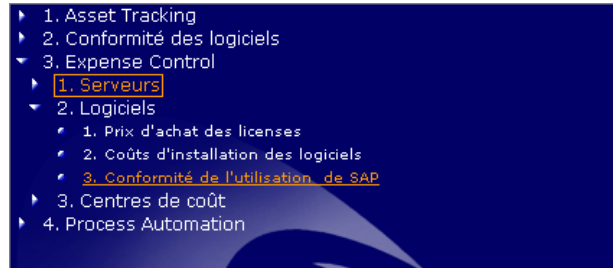 1. Asset Tracking
2. Conformité des logiciels
3. Expense Control
1. Serveurs
2. Logiciels
1. Prix d'achat des licenses
2. Coûts d'installation des logiciels
3. Conformité de l'utilisation de SAP
3. Centres de coût
4. Process Automation